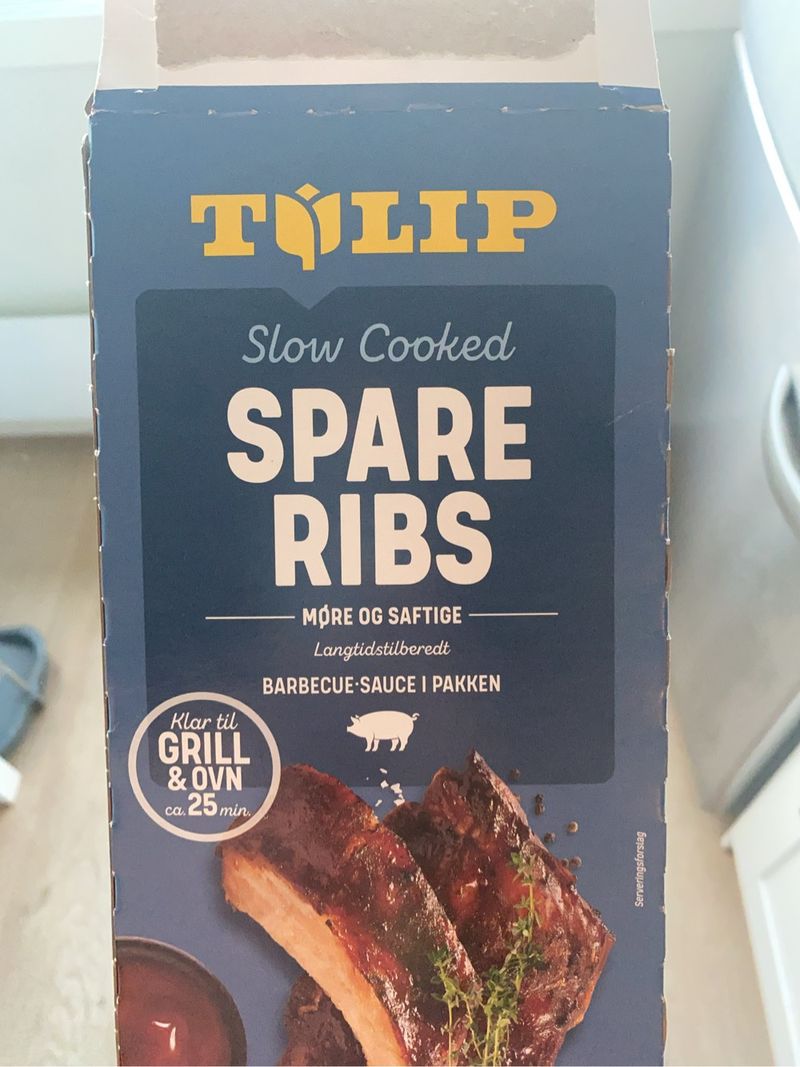 TULIP
Slow Cooked
SPARE
RIBS
MØRE OG SAFTIGE
Langtidstilberedt
BARBECUE-SAUCE I PAKKEN
Klar til
GRILL
& OVN
ca. 25 min.
Serveringsforslag